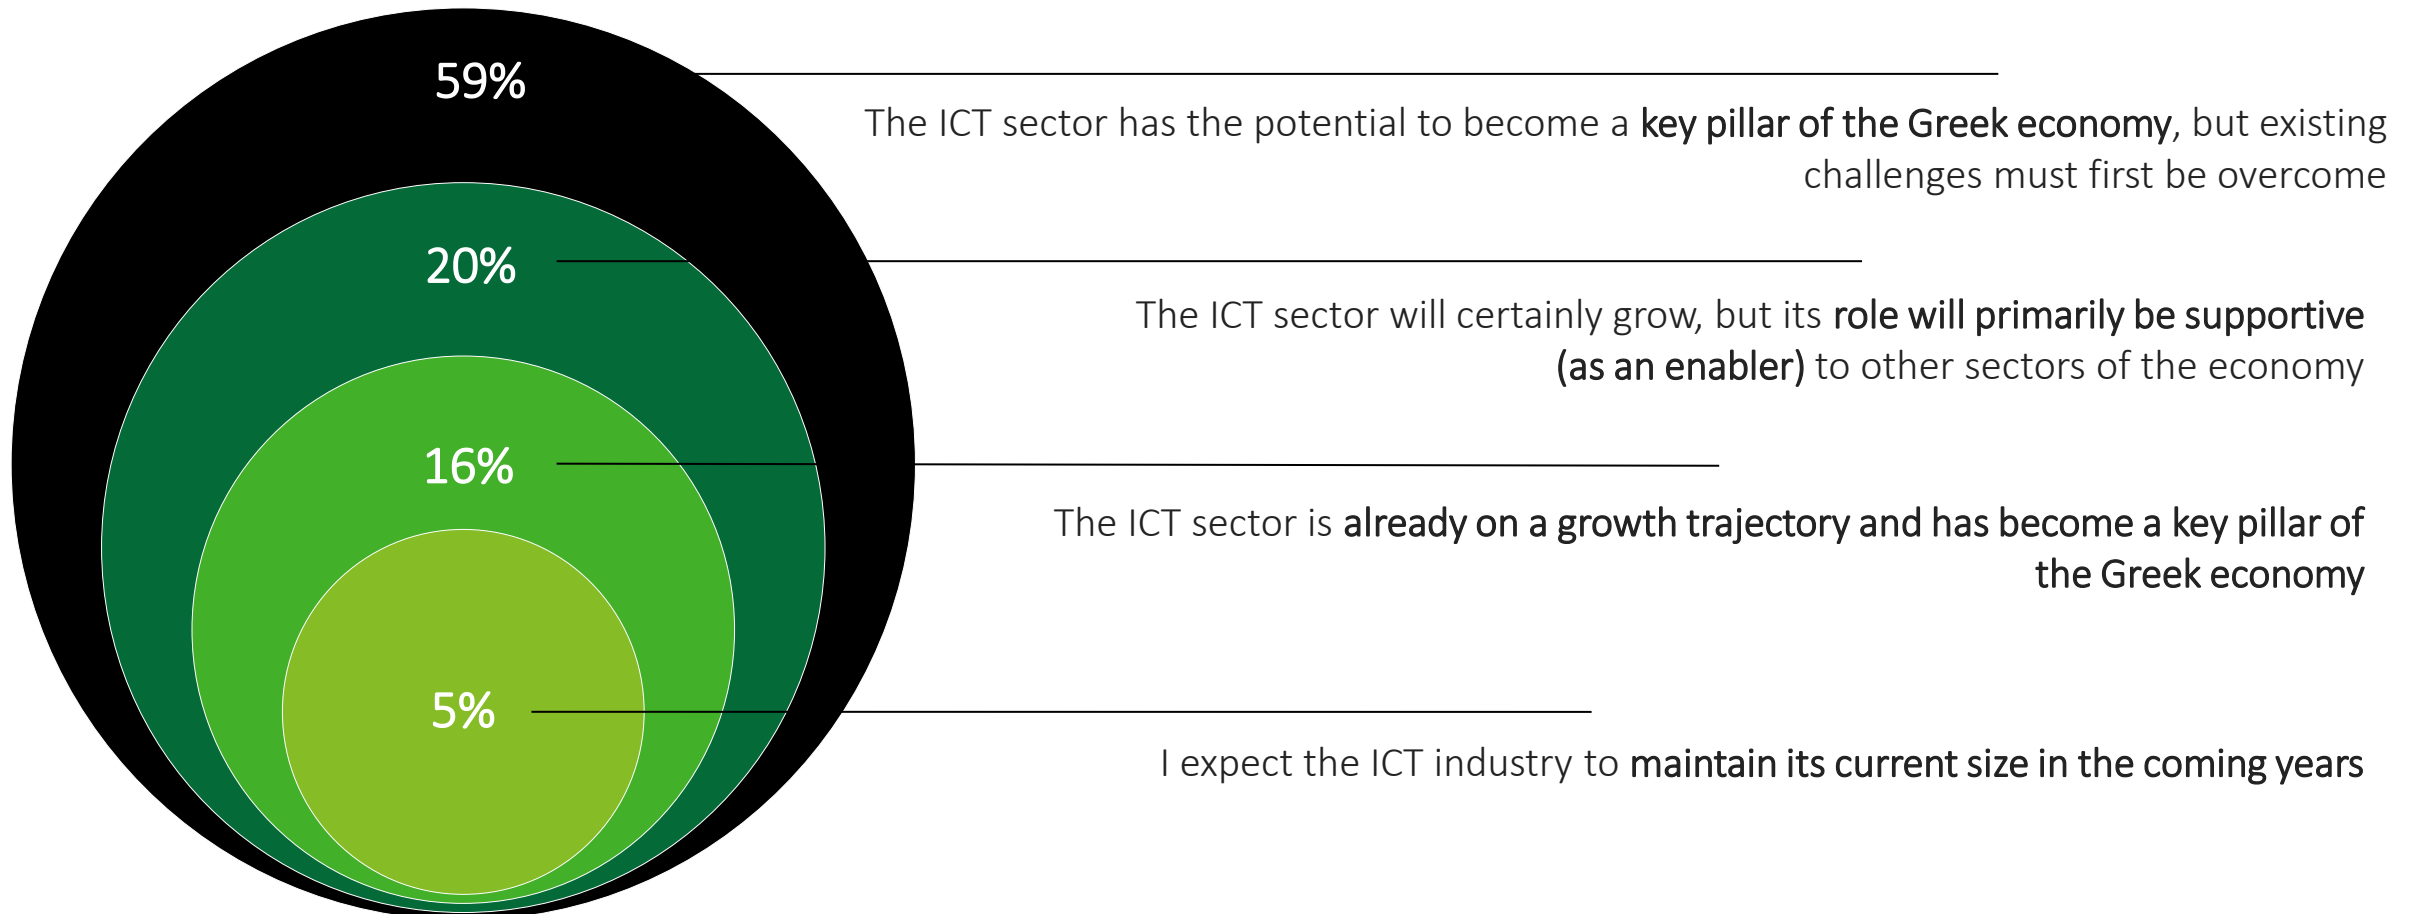 59%
The ICT sector has the potential to become a key pillar of the Greek economy, but existing
challenges must first be overcome
20%
The ICT sector will certainly grow, but its role will primarily be supportive
(as an enabler) to other sectors of the economy
16%
The ICT sector is already on a growth trajectory and has become a key pillar of
the Greek economy
5%
I expect the ICT industry to maintain its current size in the coming years